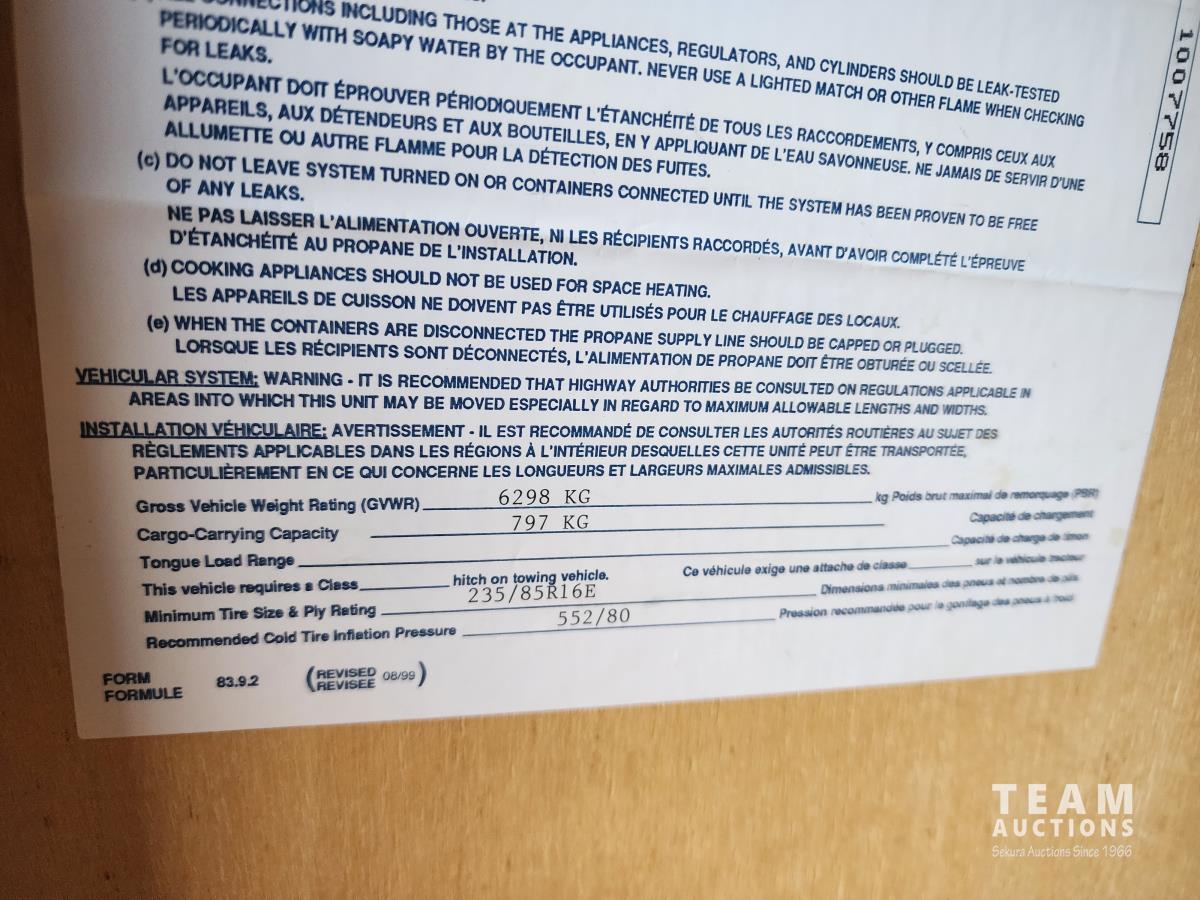 CONNECTIONS INCLUDING THOSE AT THE APPLIANCES, REGULATORS, AND CYLINDERS SHOULD BE LEAK-TESTED
PERIODICALLY WITH SOAPY WATER BY THE OCCUPANT. NEVER USE A LIGHTED MATCH OR OTHER FLAME WHEN CHECKING
FOR LEAKS.
L'OCCUPANT DOIT ÉPROUVER PÉRIODIQUEMENT L'ÉTANCHÉITÉ DE TOUS LES RACCORDEMENTS, Y COMPRIS CEUX AUX
APPAREILS, AUX DÉTENDEURS ET AUX BOUTEILLES, EN Y APPLIQUANT DE L'EAU SAVONNEUSE. NE JAMAIS DE SERVIR D'UNE
ALLUMETTE OU AUTRE FLAMME POUR LA DÉTECTION DES FUITES.
(c) DO NOT LEAVE SYSTEM TURNED ON OR CONTAINERS CONNECTED UNTIL THE SYSTEM HAS BEEN PROVEN TO BE FREE
OF ANY LEAKS.
NE PAS LAISSER L'ALIMENTATION OUVERTE, NI LES RÉCIPIENTS RACCORDÉS, AVANT D'AVOIR COMPLÉTÉ L'ÉPREUVE
D'ÉTANCHÉITÉ AU PROPANE DE L'INSTALLATION.
(d) COOKING APPLIANCES SHOULD NOT BE USED FOR SPACE HEATING.
LES APPAREILS DE CUISSON NE DOIVENT PAS ÊTRE UTILISÉS POUR LE CHAUFFAGE DES LOCAUX.
(e) WHEN THE CONTAINERS ARE DISCONNECTED THE PROPANE SUPPLY LINE SHOULD BE CAPPED OR PLUGGED.
LORSQUE LES RÉCIPIENTS SONT DÉCONNECTÉS, L'ALIMENTATION DE PROPANE DOIT ÊTRE OBTURÉE OU SCELLÉE.
VEHICULAR SYSTEM: WARNING - IT IS RECOMMENDED THAT HIGHWAY AUTHORITIES BE CONSULTED ON REGULATIONS APPLICABLE IN
AREAS INTO WHICH THIS UNIT MAY BE MOVED ESPECIALLY IN REGARD TO MAXIMUM ALLOWABLE LENGTHS AND WIDTHS.
INSTALLATION VÉHICULAIRE: AVERTISSEMENT - IL EST RECOMMANDÉ DE CONSULTER LES AUTORITÉS ROUTIÈRES AU SUJET DES
RÈGLEMENTS APPLICABLES DANS LES RÉGIONS À L'INTÉRIEUR DESQUELLES CETTE UNITÉ PEUT ÊTRE TRANSPORTÉE,
PARTICULIÈREMENT EN CE QUI CONCERNE LES LONGUEURS ET LARGEURS MAXIMALES ADMISSIBLES.
Gross Vehicle Weight Rating (GVWR) 6298 KG kg Poids brut maximal de remorquage (PBR)
Cargo-Carrying Capacity 797 KG Capacité de chargement
Tongue Load Range Capacité de charge de timon
This vehicle requires a Class hitch on towing vehicle. Ce véhicule exige une attache de classe sur le véhicule tracteur
Minimum Tire Size & Ply Rating 235/85R16E Dimensions minimales des pneus et nombre de plis
Recommended Cold Tire Inflation Pressure 552/80 Pression recommandée pour le gonflage des pneus à froid
FORM
FORMULE
83.9.2
(REVISED
REVISEE 08/99)
1007758
TEAM
AUCTIONS
Sekura Auctions Since 1966